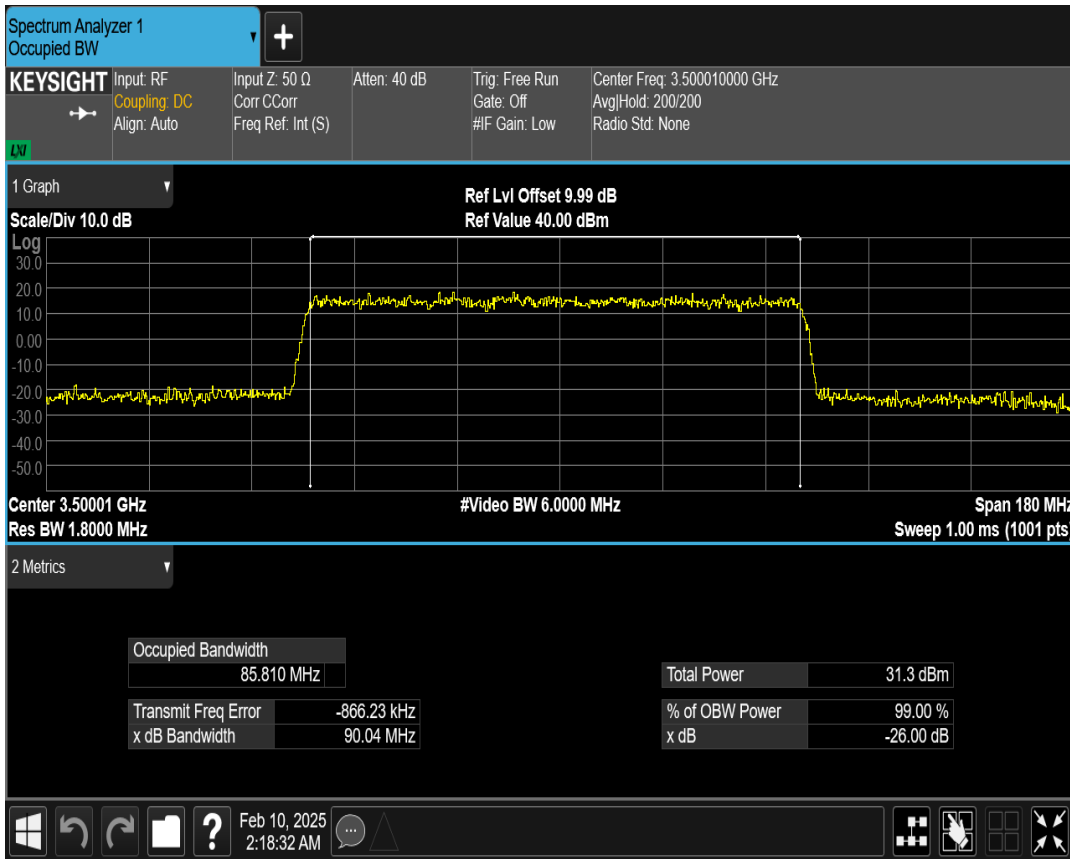 Spectrum Analyzer 1
Occupied BW
KEYSIGHT
LXI
Input: RF
Coupling: DC
Align: Auto
Input Z: 50 Ω
Corr CCorr
Freq Ref: Int (S)
Atten: 40 dB
Trig: Free Run
Gate: Off
#IF Gain: Low
Center Freq: 3.500010000 GHz
Avg|Hold: 200/200
Radio Std: None
1 Graph
Scale/Div 10.0 dB
Ref Lvl Offset 9.99 dB
Ref Value 40.00 dBm
Log
30.0
20.0
10.0
0.00
-10.0
-20.0
-30.0
-40.0
-50.0
Center 3.50001 GHz
#Video BW 6.0000 MHz
Span 180 MHz
Res BW 1.8000 MHz
Sweep 1.00 ms (1001 pts)
2 Metrics
Occupied Bandwidth
85.810 MHz
Transmit Freq Error -866.23 kHz
x dB Bandwidth 90.04 MHz
Total Power 31.3 dBm
% of OBW Power 99.00 %
x dB -26.00 dB
Feb 10, 2025
2:18:32 AM